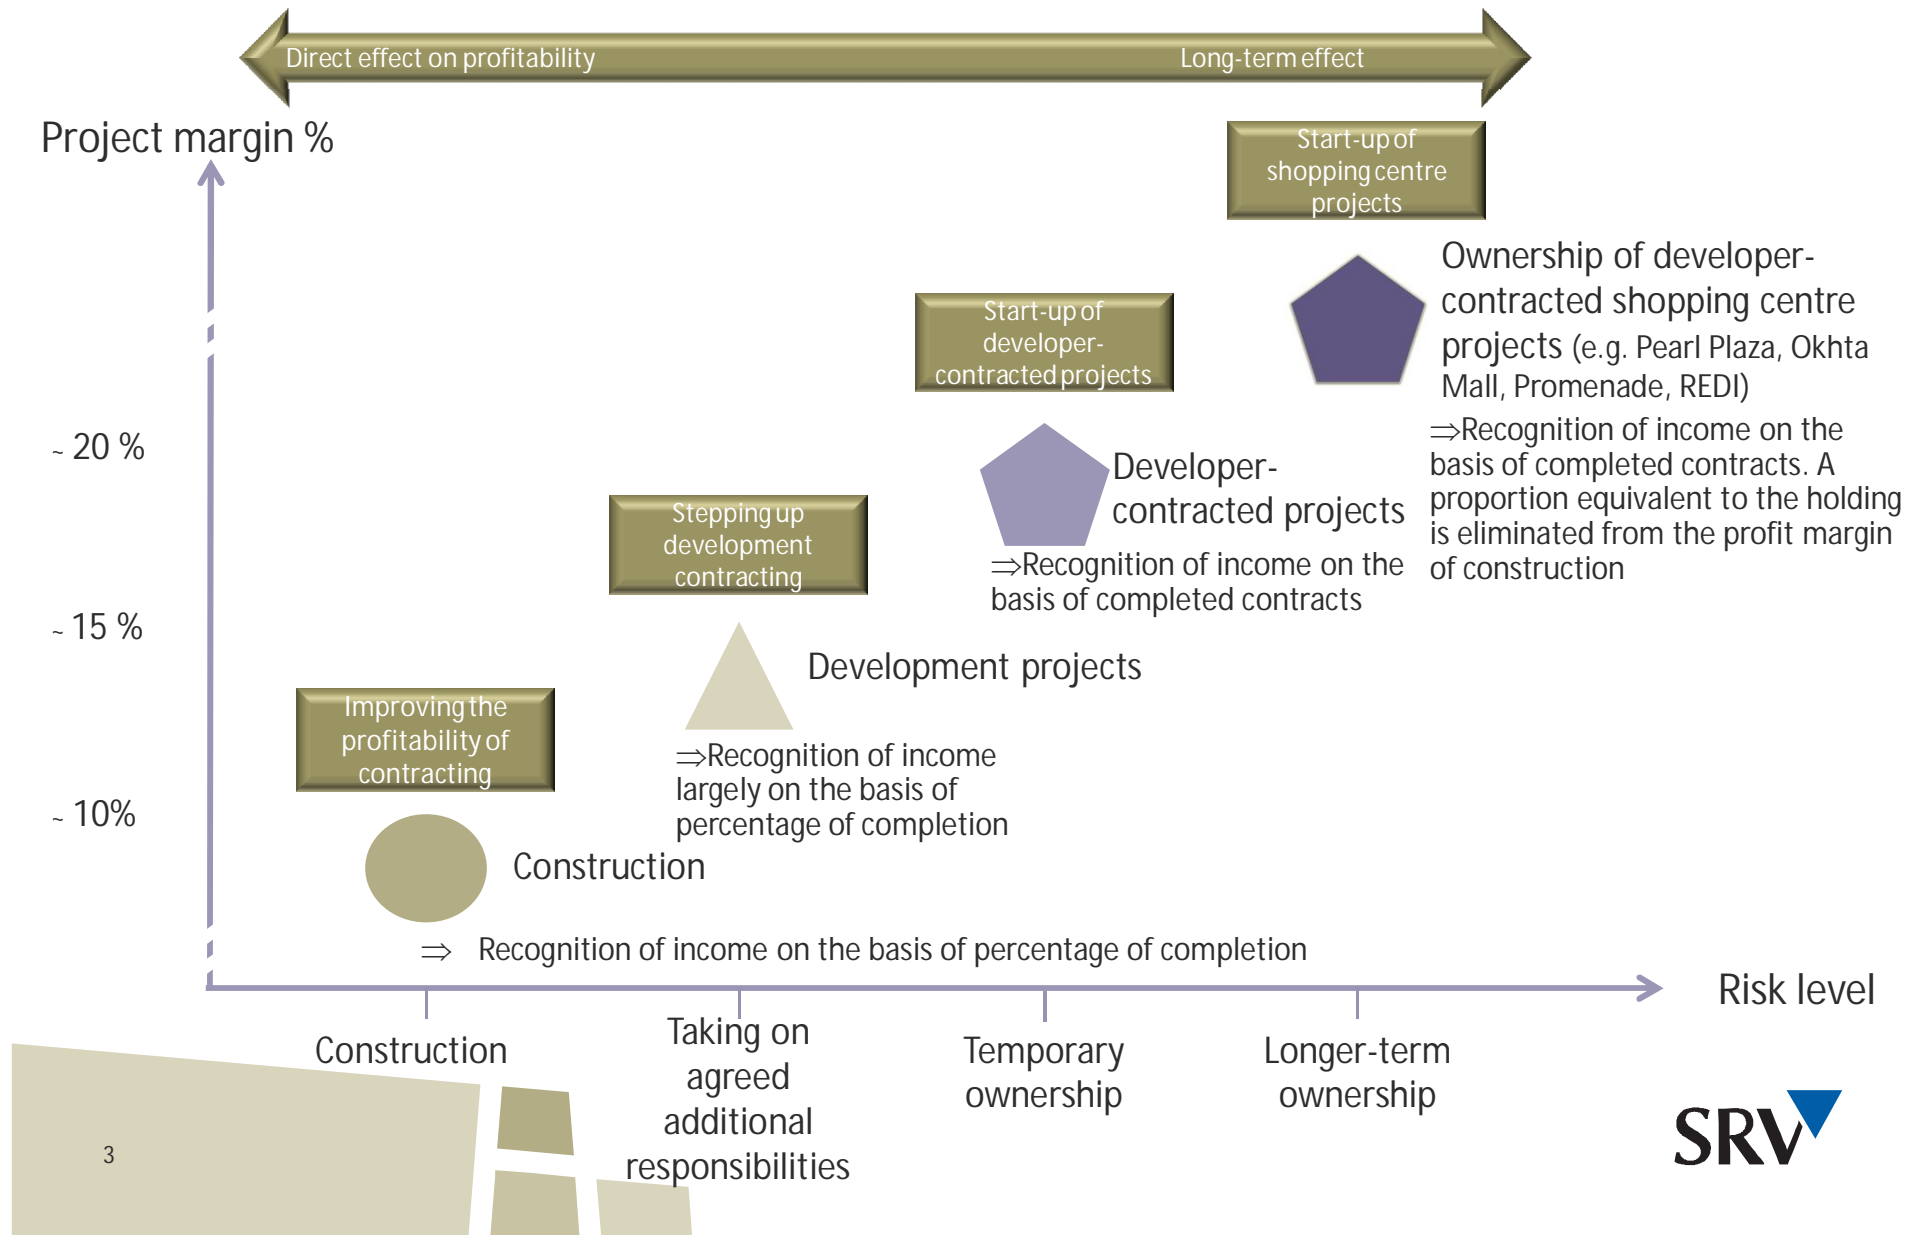 Direct effect on profitability
Long-term effect
Project margin %
Start-up of
shopping centre
projects
Ownership of developer-
contracted shopping centre
projects (e.g. Pearl Plaza, Okhta
Mall, Promenade, REDI)
⇒Recognition of income on the
basis of completed contracts. A
proportion equivalent to the holding
is eliminated from the profit margin
of construction
Start-up of
developer-
contracted projects
~ 20 %
Developer-
contracted projects
⇒Recognition of income on the
basis of completed contracts
Stepping up
development
contracting
~ 15 %
Development projects
⇒Recognition of income
largely on the basis of
percentage of completion
Improving the
profitability of
contracting
~ 10%
Construction
⇒ Recognition of income on the basis of percentage of completion
Risk level
Construction
Taking on
agreed
additional
responsibilities
Temporary
ownership
Longer-term
ownership
3
SRV